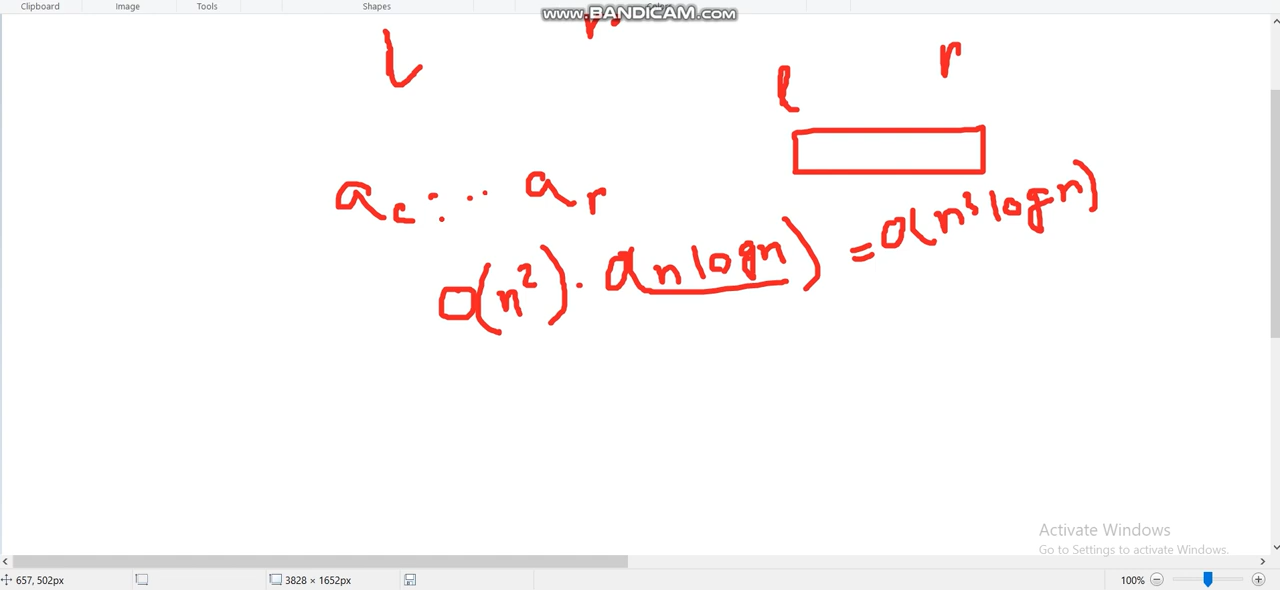 Clipboard Image Tools Shapes Colors
www.BANDICAM.com
r.
l r
l
a_l .... a_r
O(n²) . O(n log n) = O(n³ log n)
Activate Windows
Go to Settings to activate Windows.
657, 502px 3828 × 1652px 100%